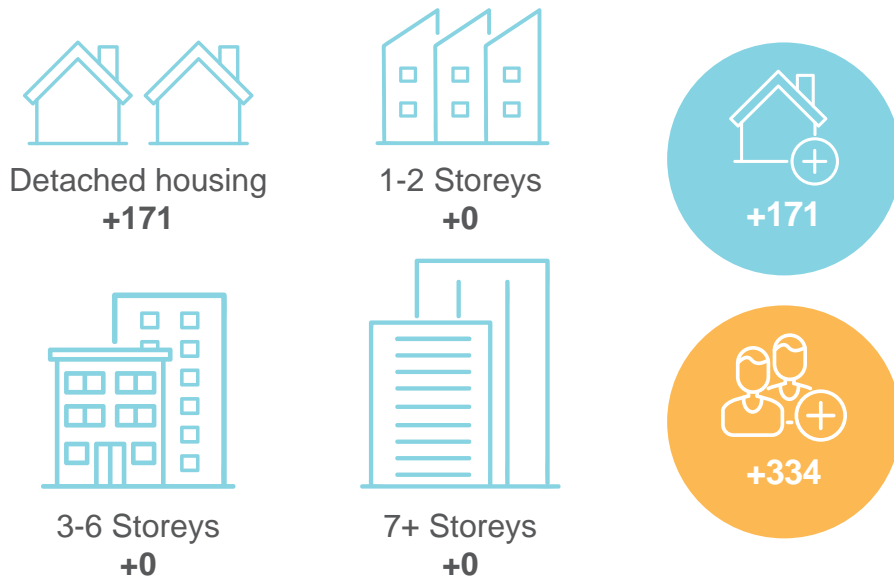 Detached housing
+171
1-2 Storeys
+0
+171
3-6 Storeys
+0
7+ Storeys
+0
+334